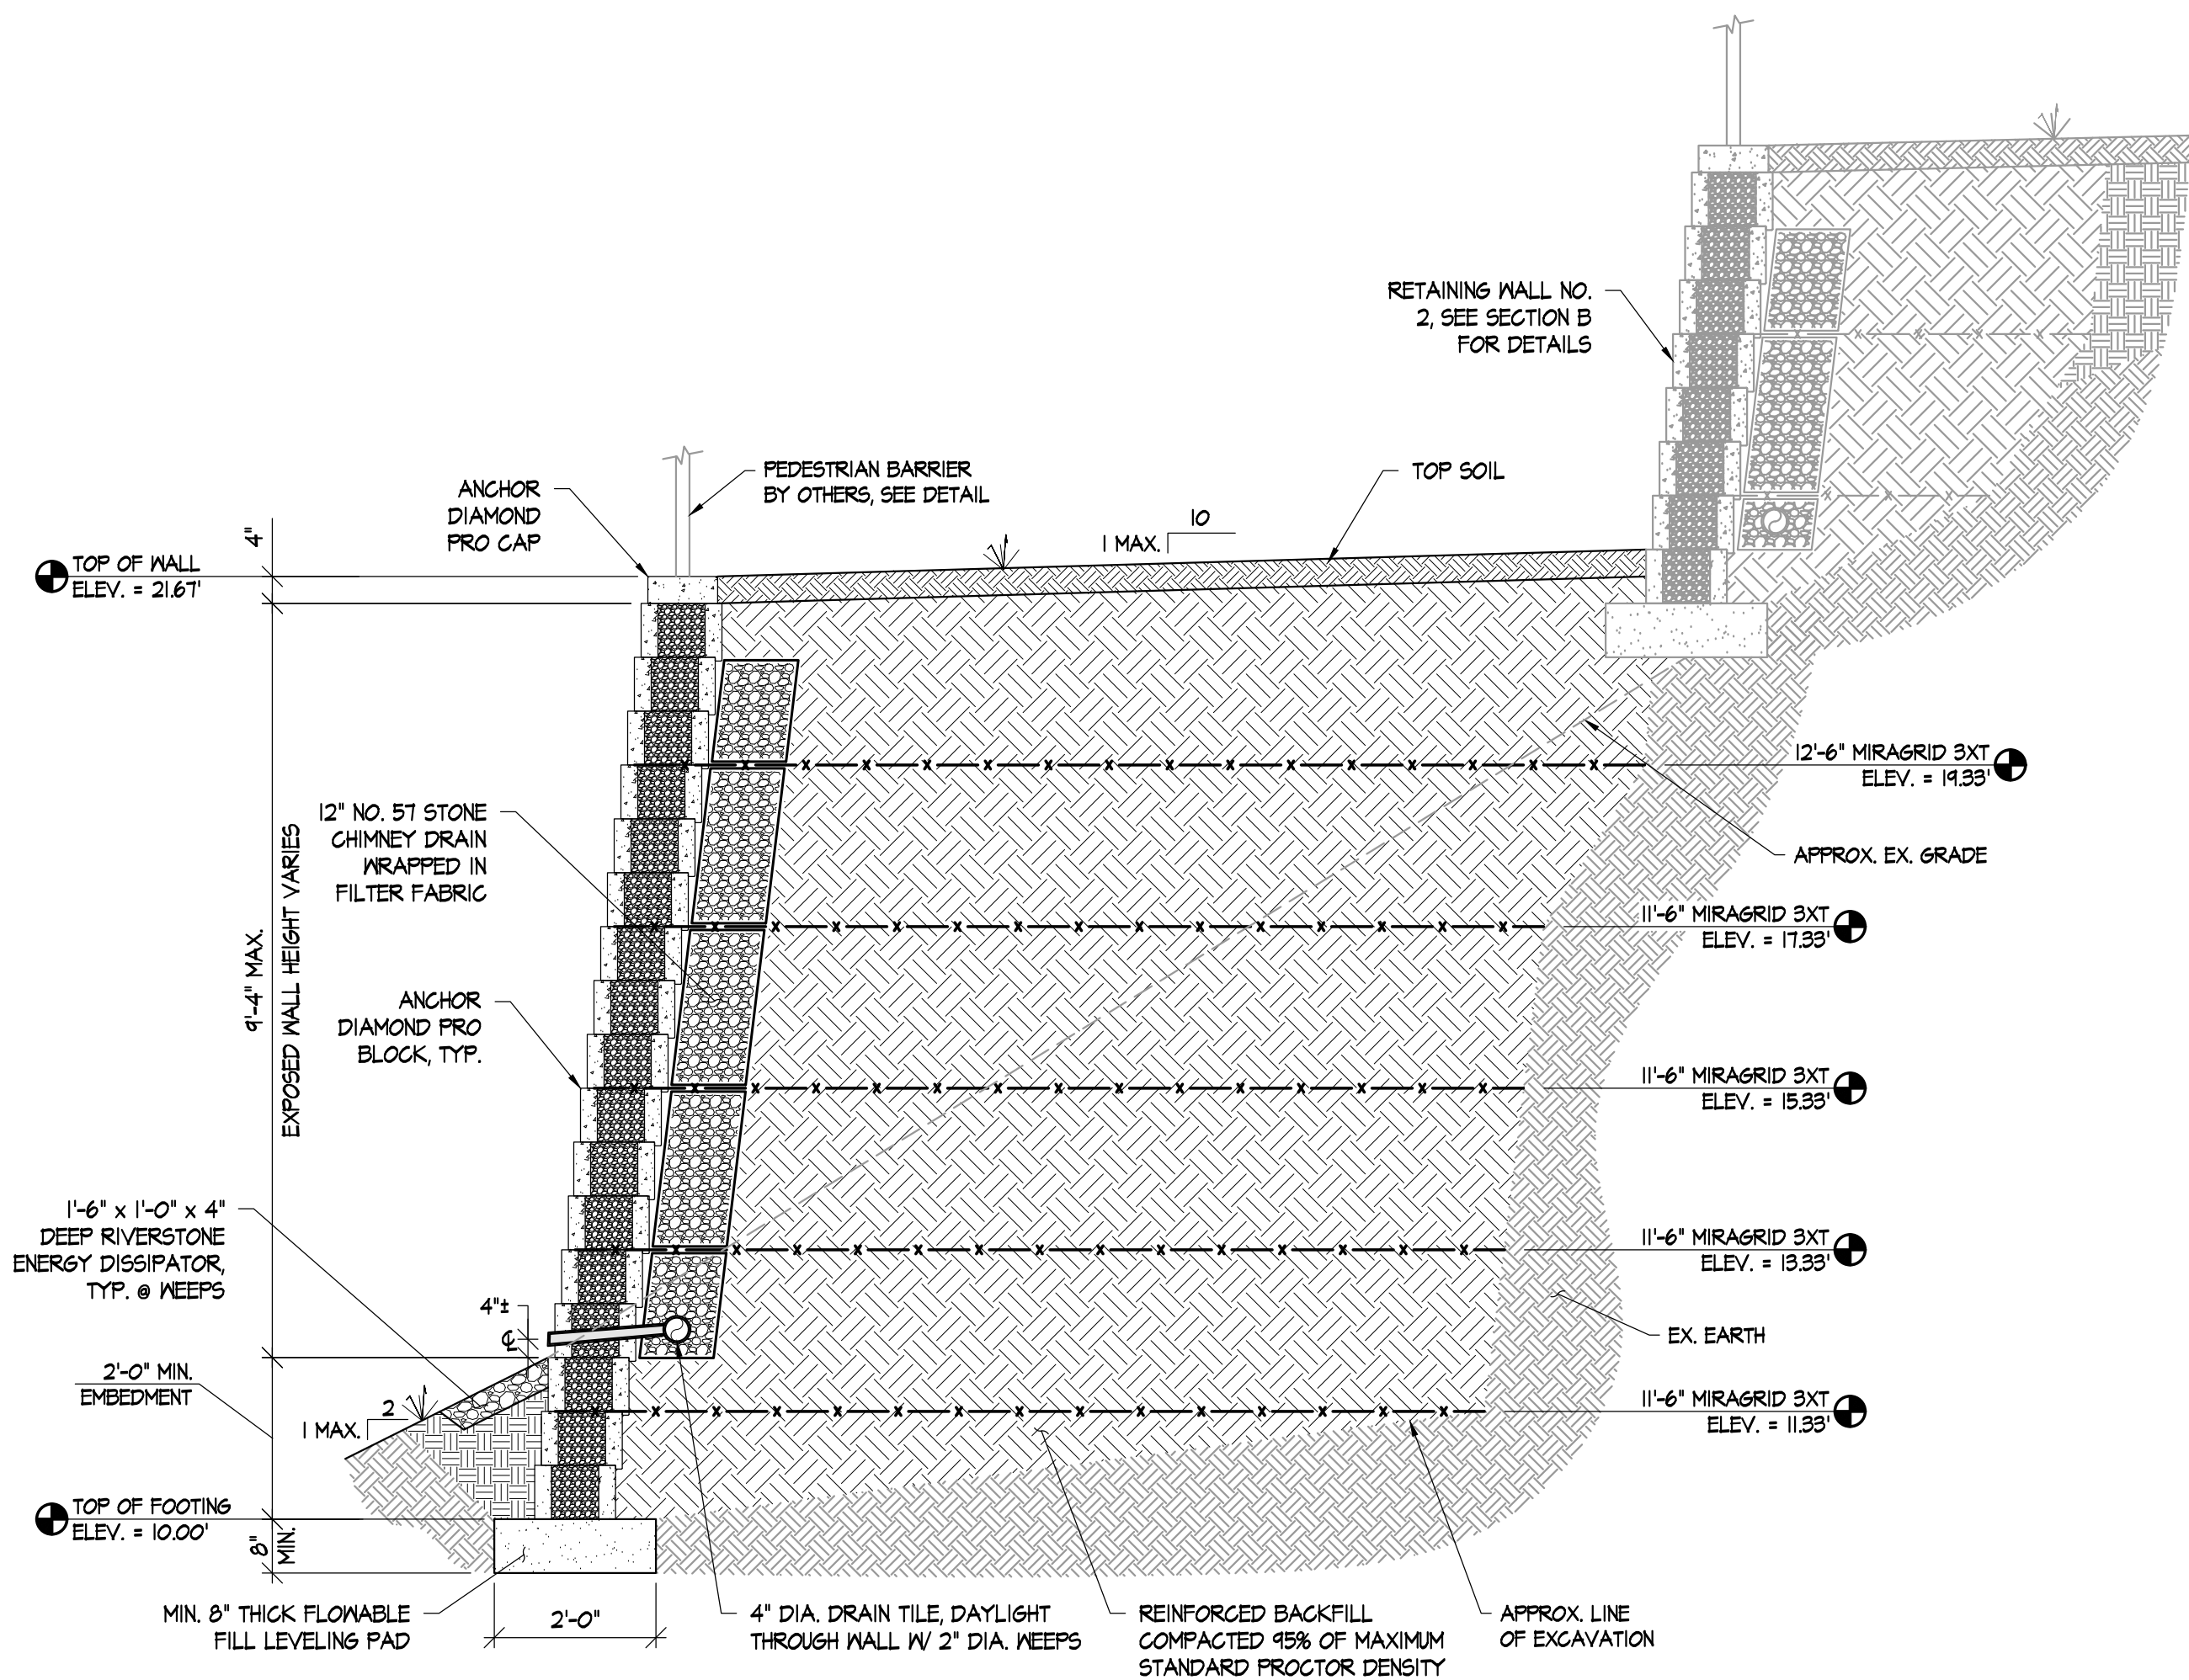 RETAINING WALL NO.
2, SEE SECTION B
FOR DETAILS
PEDESTRIAN BARRIER
BY OTHERS, SEE DETAIL
TOP SOIL
ANCHOR
DIAMOND
PRO CAP
10
1 MAX.
4"
TOP OF WALL
ELEV. = 21.67'
12'-6" MIRAGRID 3XT
ELEV. = 19.33'
12" NO. 57 STONE
CHIMNEY DRAIN
WRAPPED IN
FILTER FABRIC
APPROX. EX. GRADE
9'-4" MAX.
EXPOSED WALL HEIGHT VARIES
11'-6" MIRAGRID 3XT
ELEV. = 17.33'
ANCHOR
DIAMOND PRO
BLOCK, TYP.
11'-6" MIRAGRID 3XT
ELEV. = 15.33'
1'-6" x 1'-0" x 4"
DEEP RIVERSTONE
ENERGY DISSIPATOR,
TYP. @ WEEPS
11'-6" MIRAGRID 3XT
ELEV. = 13.33'
4"±
℄
EX. EARTH
2'-0" MIN.
EMBEDMENT
2
1 MAX.
11'-6" MIRAGRID 3XT
ELEV. = 11.33'
TOP OF FOOTING
ELEV. = 10.00'
8"
MIN.
MIN. 8" THICK FLOWABLE
FILL LEVELING PAD
2'-0"
4" DIA. DRAIN TILE, DAYLIGHT
THROUGH WALL W/ 2" DIA. WEEPS
REINFORCED BACKFILL
COMPACTED 95% OF MAXIMUM
STANDARD PROCTOR DENSITY
APPROX. LINE
OF EXCAVATION